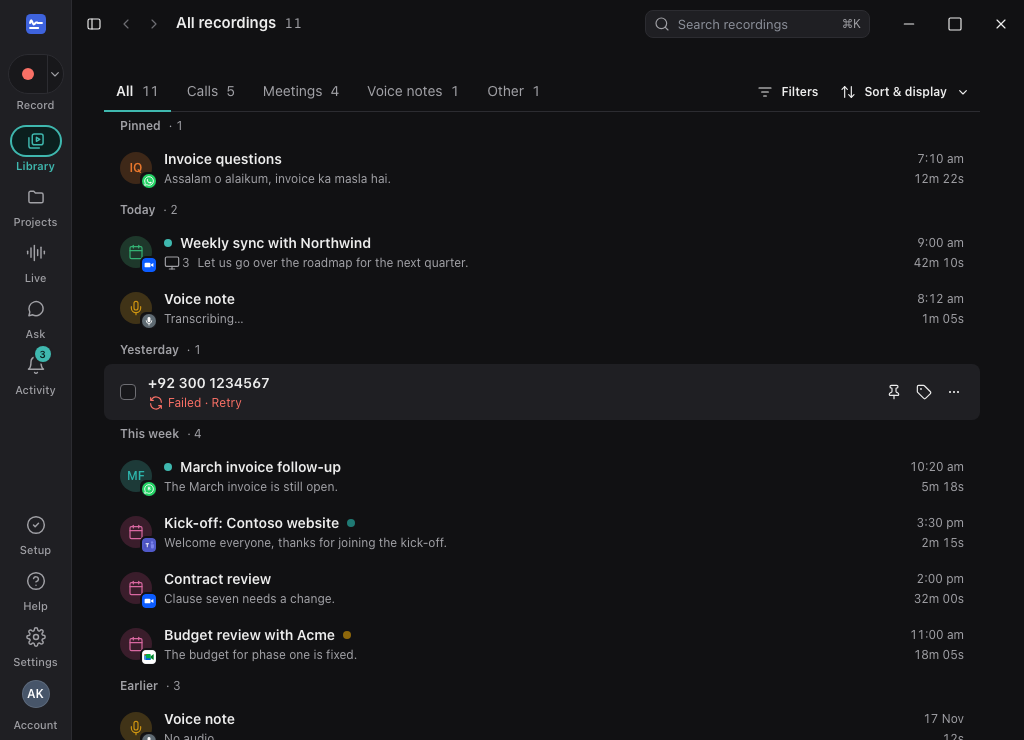 All recordings 11
Search recordings ⌘K
Record
Library
Projects
Live
Ask
3
Activity
Setup
Help
Settings
AK
Account
All 11 Calls 5 Meetings 4 Voice notes 1 Other 1
Filters Sort & display
Pinned · 1
IQ Invoice questions 7:10 am
Assalam o alaikum, invoice ka masla hai. 12m 22s
Today · 2
Weekly sync with Northwind 9:00 am
3 Let us go over the roadmap for the next quarter. 42m 10s
Voice note 8:12 am
Transcribing... 1m 05s
Yesterday · 1
+92 300 1234567
Failed · Retry
This week · 4
MF March invoice follow-up 10:20 am
The March invoice is still open. 5m 18s
Kick-off: Contoso website 3:30 pm
Welcome everyone, thanks for joining the kick-off. 2m 15s
Contract review 2:00 pm
Clause seven needs a change. 32m 00s
Budget review with Acme 11:00 am
The budget for phase one is fixed. 18m 05s
Earlier · 3
Voice note 17 Nov
No audio 12s